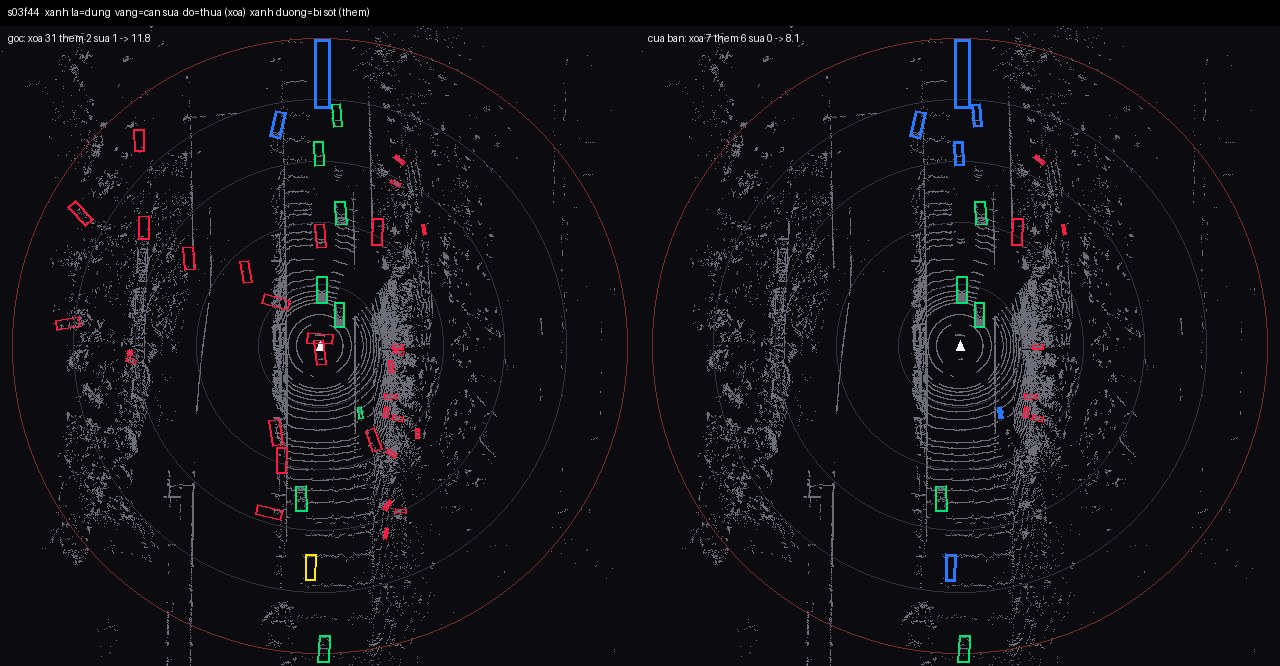 s03f44 xanh la=dung vang=can sua do=thua (xoa) xanh duong=bi sot (them)
goc: xoa 31 them 2 sua 1 -> 11.8
cua ban: xoa 7 them 6 sua 0 -> 8.1